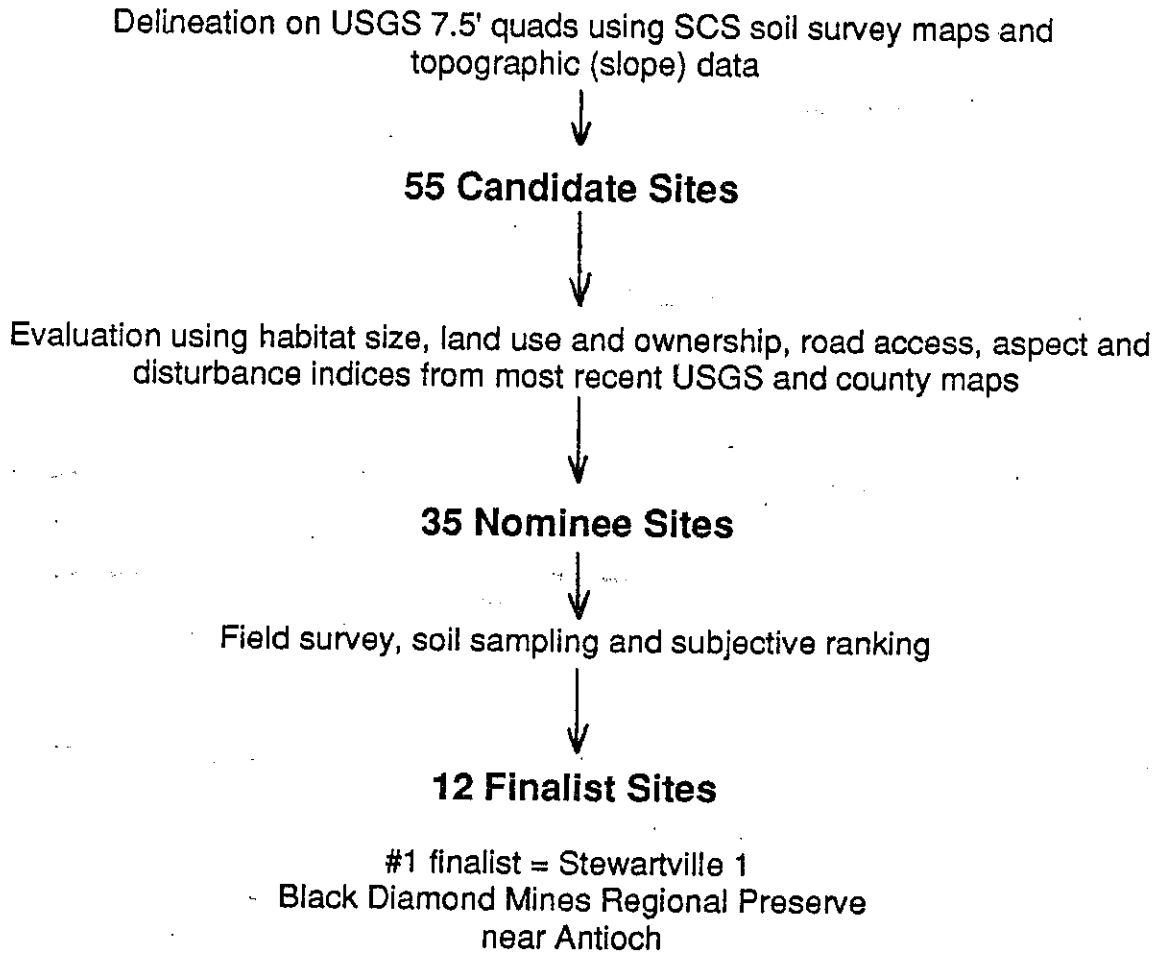 Delineation on USGS 7.5' quads using SCS soil survey maps and
topographic (slope) data
55 Candidate Sites
Evaluation using habitat size, land use and ownership, road access, aspect and
disturbance indices from most recent USGS and county maps
35 Nominee Sites
Field survey, soil sampling and subjective ranking
12 Finalist Sites
#1 finalist = Stewartville 1
Black Diamond Mines Regional Preserve
near Antioch